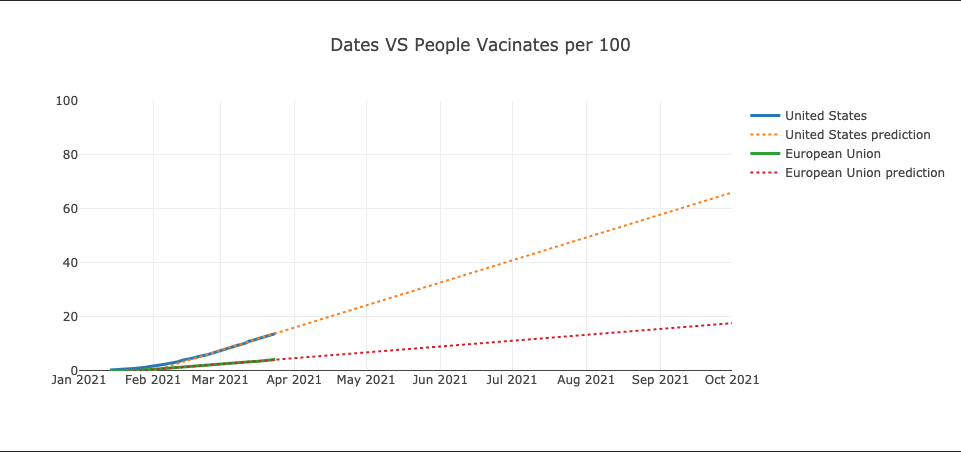 Dates VS People Vacinates per 100
100
80
60
40
20
0
Jan 2021 Feb 2021 Mar 2021 Apr 2021 May 2021 Jun 2021 Jul 2021 Aug 2021 Sep 2021 Oct 2021
United States
United States prediction
European Union
European Union prediction